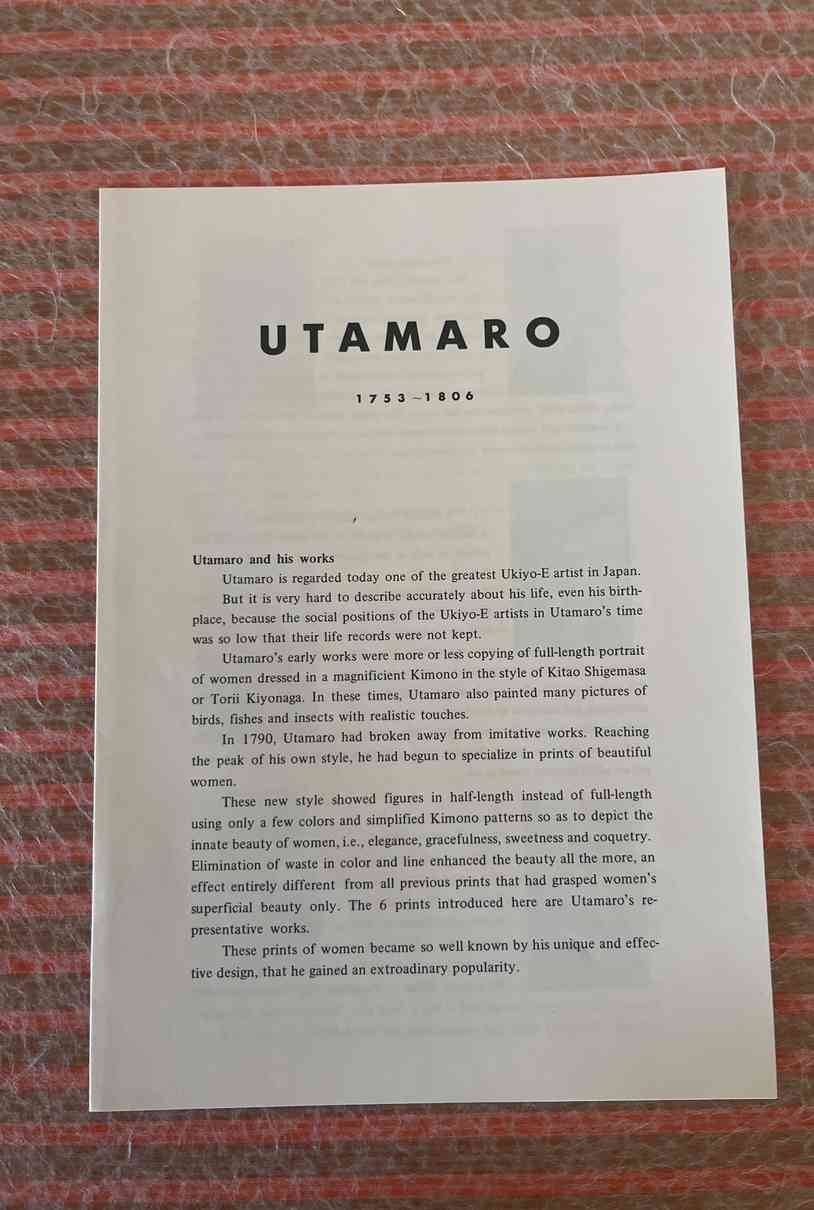 UTAMARO
1753~1806
Utamaro and his works
Utamaro is regarded today one of the greatest Ukiyo-E artist in Japan.
But it is very hard to describe accurately about his life, even his birth-
place, because the social positions of the Ukiyo-E artists in Utamaro's time
was so low that their life records were not kept.
Utamaro's early works were more or less copying of full-length portrait
of women dressed in a magnificient Kimono in the style of Kitao Shigemasa
or Torii Kiyonaga. In these times, Utamaro also painted many pictures of
birds, fishes and insects with realistic touches.
In 1790, Utamaro had broken away from imitative works. Reaching
the peak of his own style, he had begun to specialize in prints of beautiful
women.
These new style showed figures in half-length instead of full-length
using only a few colors and simplified Kimono patterns so as to depict the
innate beauty of women, i.e., elegance, gracefulness, sweetness and coquetry.
Elimination of waste in color and line enhanced the beauty all the more, an
effect entirely different from all previous prints that had grasped women's
superficial beauty only. The 6 prints introduced here are Utamaro's re-
presentative works.
These prints of women became so well known by his unique and effec-
tive design, that he gained an extroadinary popularity.